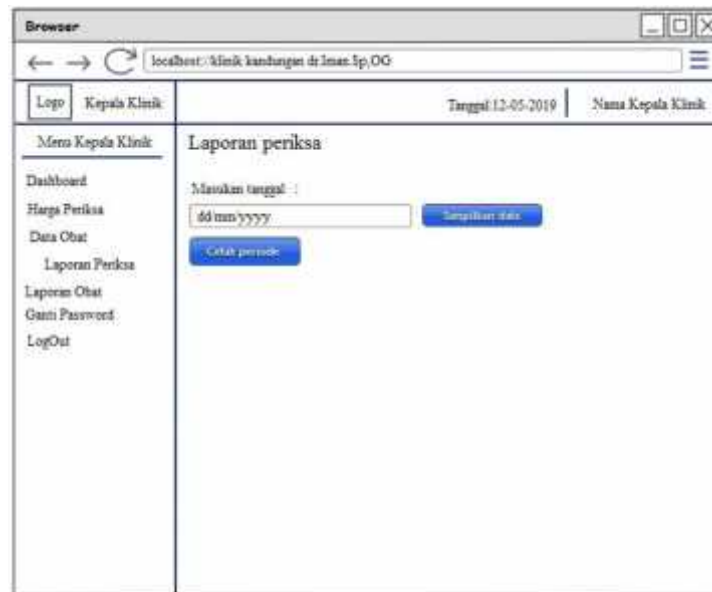 Browser
localhost://klinik kandungan dr.Iman.Sp,OG
Logo
Kepala Klinik
Tanggal:12-05-2019
Nama Kepala Klinik
Menu Kepala Klinik
Laporan periksa
Dashboard
Masukan tanggal :
Harga Periksa
dd/mm/yyyy
Tampilkan data
Data Obat
Cetak periode
Laporan Periksa
Laporan Obat
Ganti Password
LogOut